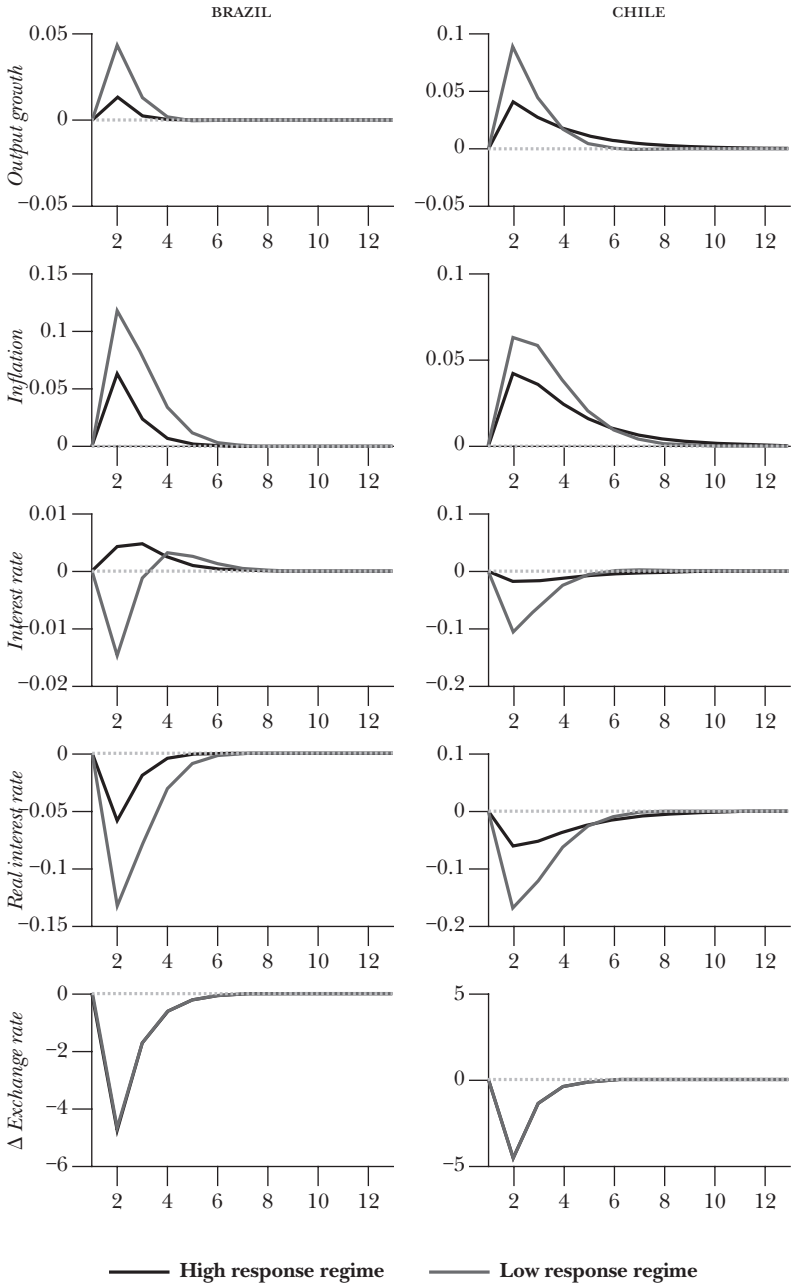 BRAZIL
CHILE
Output growth
0.05
0
−0.05
2 4 6 8 10 12
0.1
0.05
0
−0.05
2 4 6 8 10 12
Inflation
0.15
0.1
0.05
0
2 4 6 8 10 12
0.1
0.05
0
2 4 6 8 10 12
Interest rate
0.01
0
−0.01
−0.02
2 4 6 8 10 12
0.1
0
−0.1
−0.2
2 4 6 8 10 12
Real interest rate
0
−0.05
−0.1
−0.15
2 4 6 8 10 12
0.1
0
−0.1
−0.2
2 4 6 8 10 12
Δ Exchange rate
0
−2
−4
−6
2 4 6 8 10 12
5
0
−5
2 4 6 8 10 12
High response regime
Low response regime